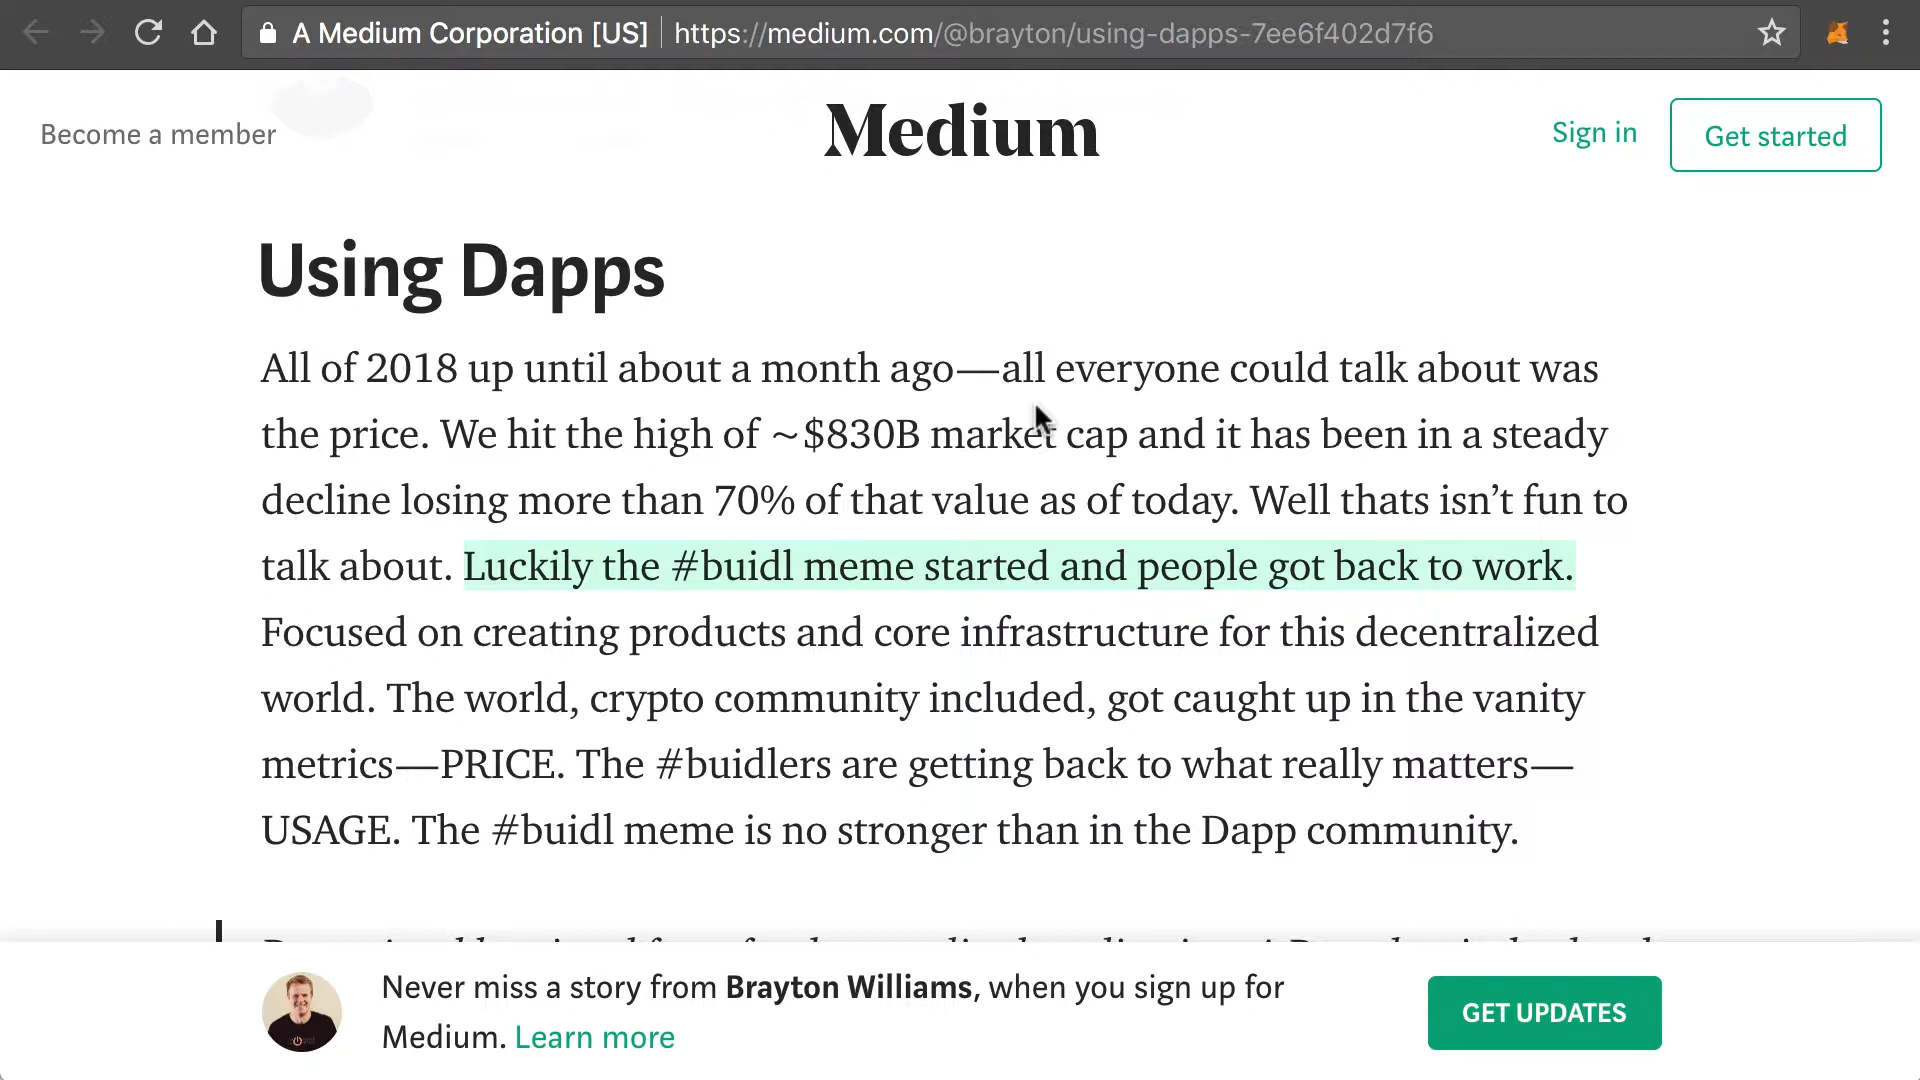 A Medium Corporation [US] https://medium.com/@brayton/using-dapps-7ee6f402d7f6
Become a member
Medium
Sign in
Get started
Using Dapps
All of 2018 up until about a month ago—all everyone could talk about was
the price. We hit the high of ~$830B market cap and it has been in a steady
decline losing more than 70% of that value as of today. Well thats isn’t fun to
talk about. Luckily the #buidl meme started and people got back to work.
Focused on creating products and core infrastructure for this decentralized
world. The world, crypto community included, got caught up in the vanity
metrics—PRICE. The #buidlers are getting back to what really matters—
USAGE. The #buidl meme is no stronger than in the Dapp community.
Never miss a story from Brayton Williams, when you sign up for
Medium. Learn more
GET UPDATES